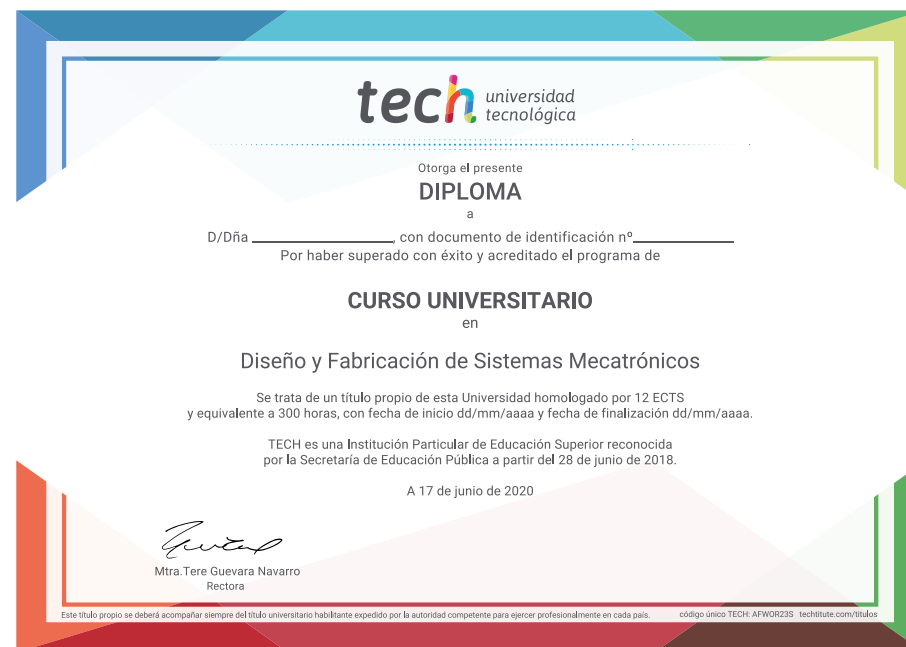 tech universidad
tecnológica
Otorga el presente
DIPLOMA
a
D/Dña ____________________, con documento de identificación nº______________
Por haber superado con éxito y acreditado el programa de
CURSO UNIVERSITARIO
en
Diseño y Fabricación de Sistemas Mecatrónicos
Se trata de un título propio de esta Universidad homologado por 12 ECTS
y equivalente a 300 horas, con fecha de inicio dd/mm/aaaa y fecha de finalización dd/mm/aaaa.
TECH es una Institución Particular de Educación Superior reconocida
por la Secretaría de Educación Pública a partir del 28 de junio de 2018.
A 17 de junio de 2020
Mtra.Tere Guevara Navarro
Rectora
Este título propio se deberá acompañar siempre del título universitario habilitante expedido por la autoridad competente para ejercer profesionalmente en cada país. código único TECH: AFWOR23S techtitute.com/titulos